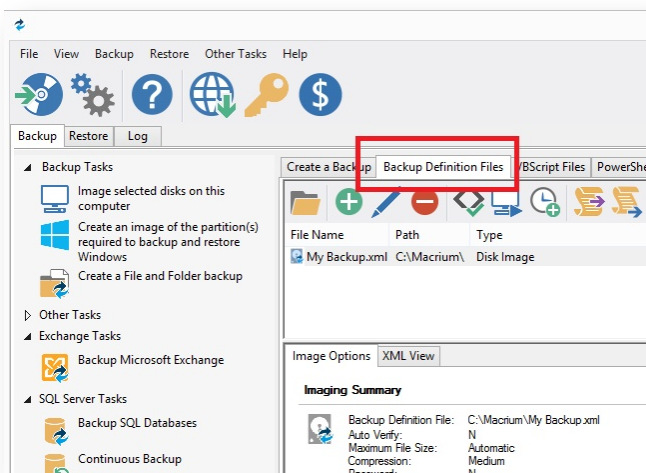 File View Backup Restore Other Tasks Help
Backup Restore Log
Backup Tasks
Image selected disks on this
computer
Create an image of the partition(s)
required to backup and restore
Windows
Create a File and Folder backup
Other Tasks
Exchange Tasks
Backup Microsoft Exchange
SQL Server Tasks
Backup SQL Databases
Continuous Backup
Create a Backup Backup Definition Files VBScript Files PowerShe
File Name Path Type
My Backup.xml C:\Macrium\ Disk Image
Image Options XML View
Imaging Summary
Backup Definition File: C:\Macrium\My Backup.xml
Auto Verify: N
Maximum File Size: Automatic
Compression: Medium
Password: N